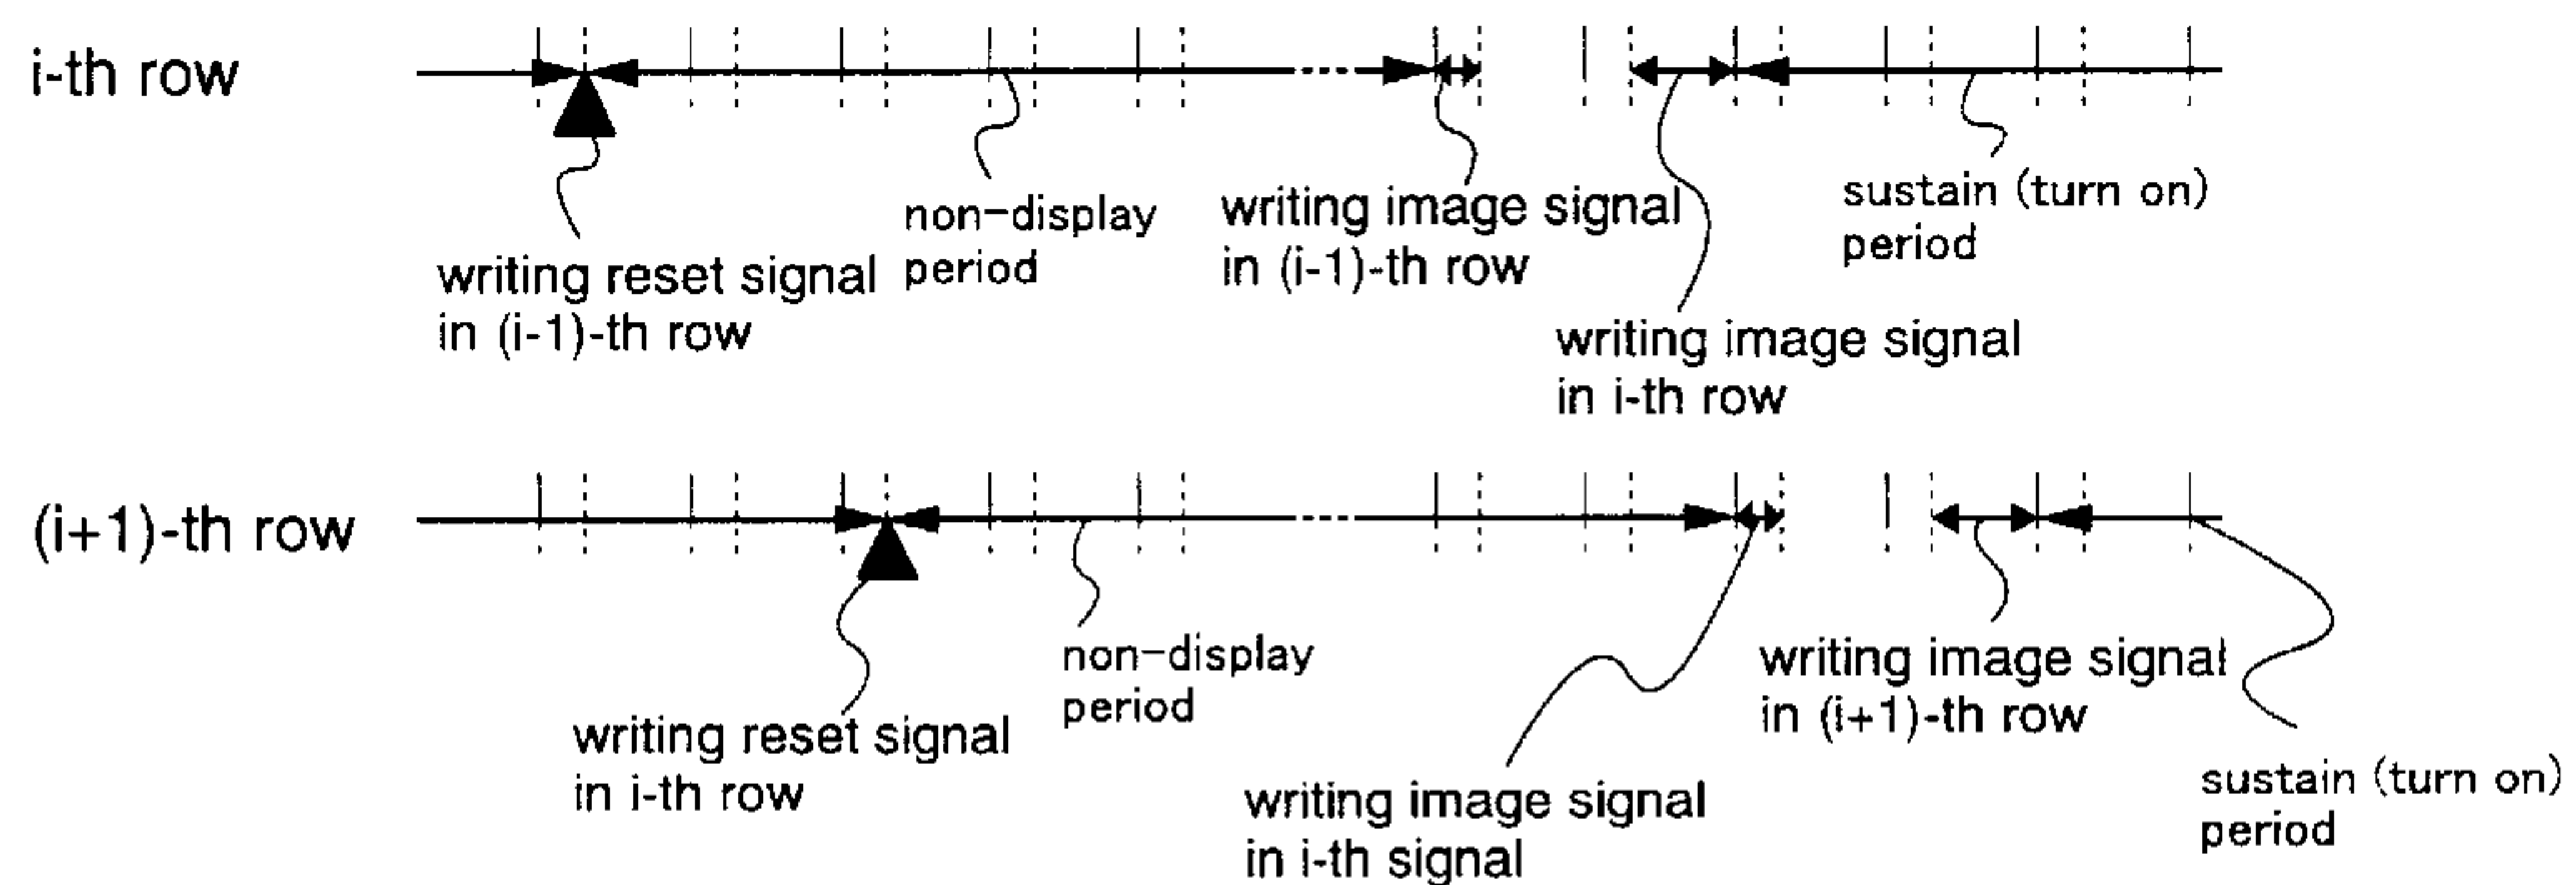 i-th row
writing reset signal
in (i-1)-th row
non-display
period
writing image signal
in (i-1)-th row
writing image signal
in i-th row
sustain (turn on)
period
(i+1)-th row
writing reset signal
in i-th row
non-display
period
writing image signal
in i-th signal
writing image signal
in (i+1)-th row
sustain (turn on)
period